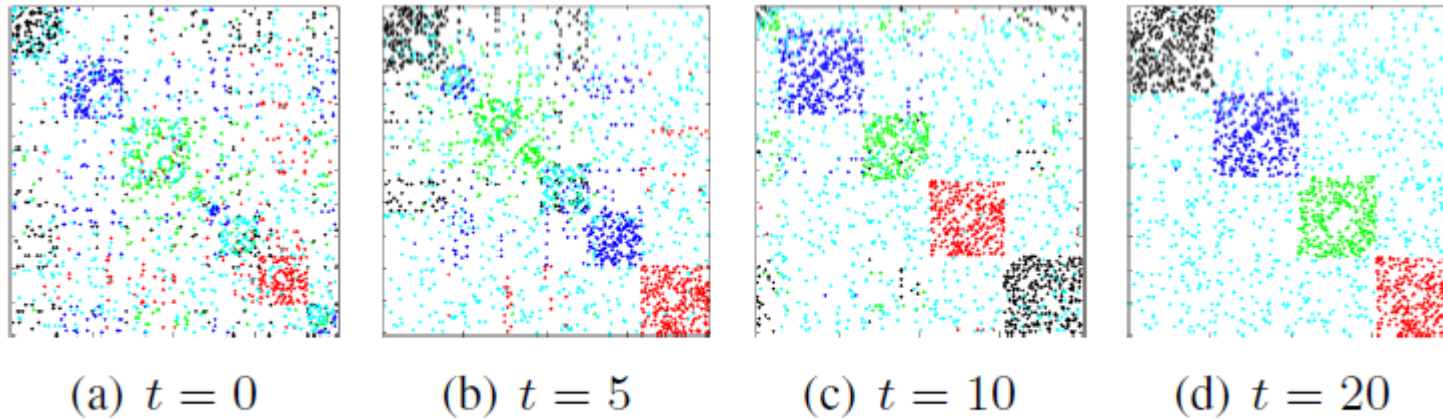 (a) t = 0 (b) t = 5 (c) t = 10 (d) t = 20